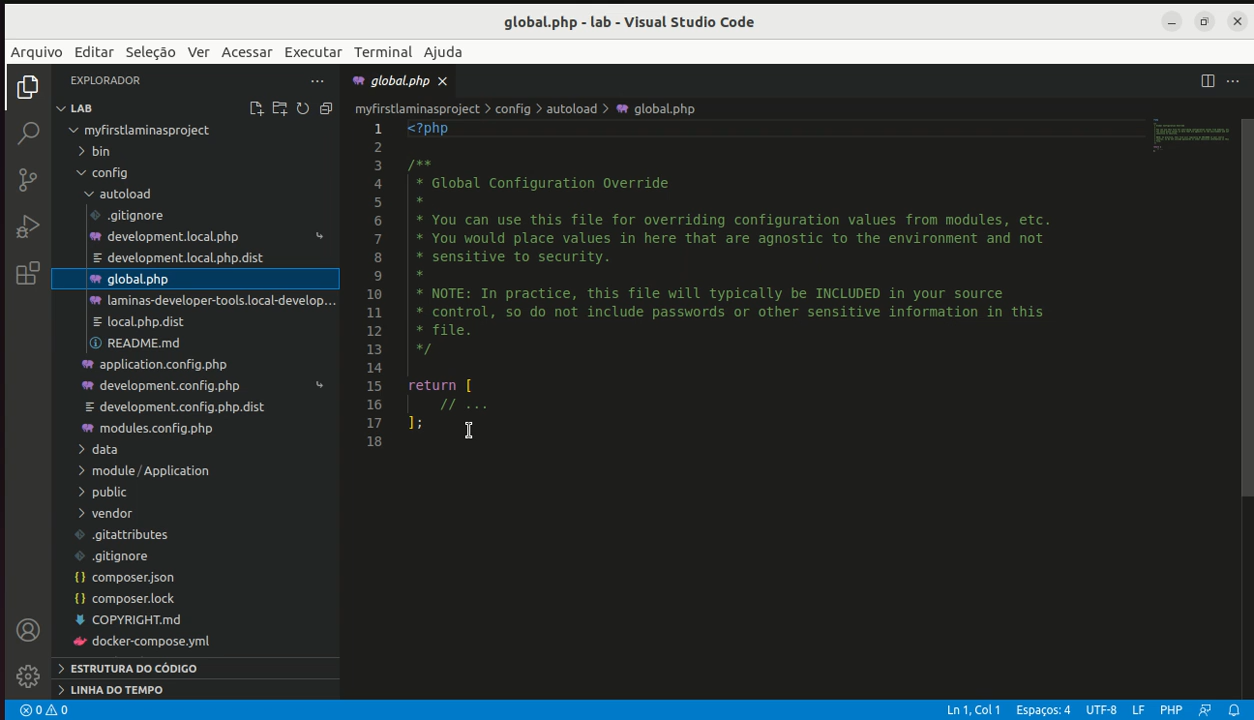 global.php - lab - Visual Studio Code
Arquivo Editar Seleção Ver Acessar Executar Terminal Ajuda
EXPLORADOR
LAB
myfirstlaminasproject
bin
config
autoload
.gitignore
development.local.php
development.local.php.dist
global.php
laminas-developer-tools.local-develop...
local.php.dist
README.md
application.config.php
development.config.php
development.config.php.dist
modules.config.php
data
module / Application
public
vendor
.gitattributes
.gitignore
composer.json
composer.lock
COPYRIGHT.md
docker-compose.yml
ESTRUTURA DO CÓDIGO
LINHA DO TEMPO
global.php
myfirstlaminasproject > config > autoload > global.php
1 <?php
2
3 /**
4 * Global Configuration Override
5 *
6 * You can use this file for overriding configuration values from modules, etc.
7 * You would place values in here that are agnostic to the environment and not
8 * sensitive to security.
9 *
10 * NOTE: In practice, this file will typically be INCLUDED in your source
11 * control, so do not include passwords or other sensitive information in this
12 * file.
13 */
14
15 return [
16 // ...
17 ];
18
0 0 Ln 1, Col 1 Espaços: 4 UTF-8 LF PHP